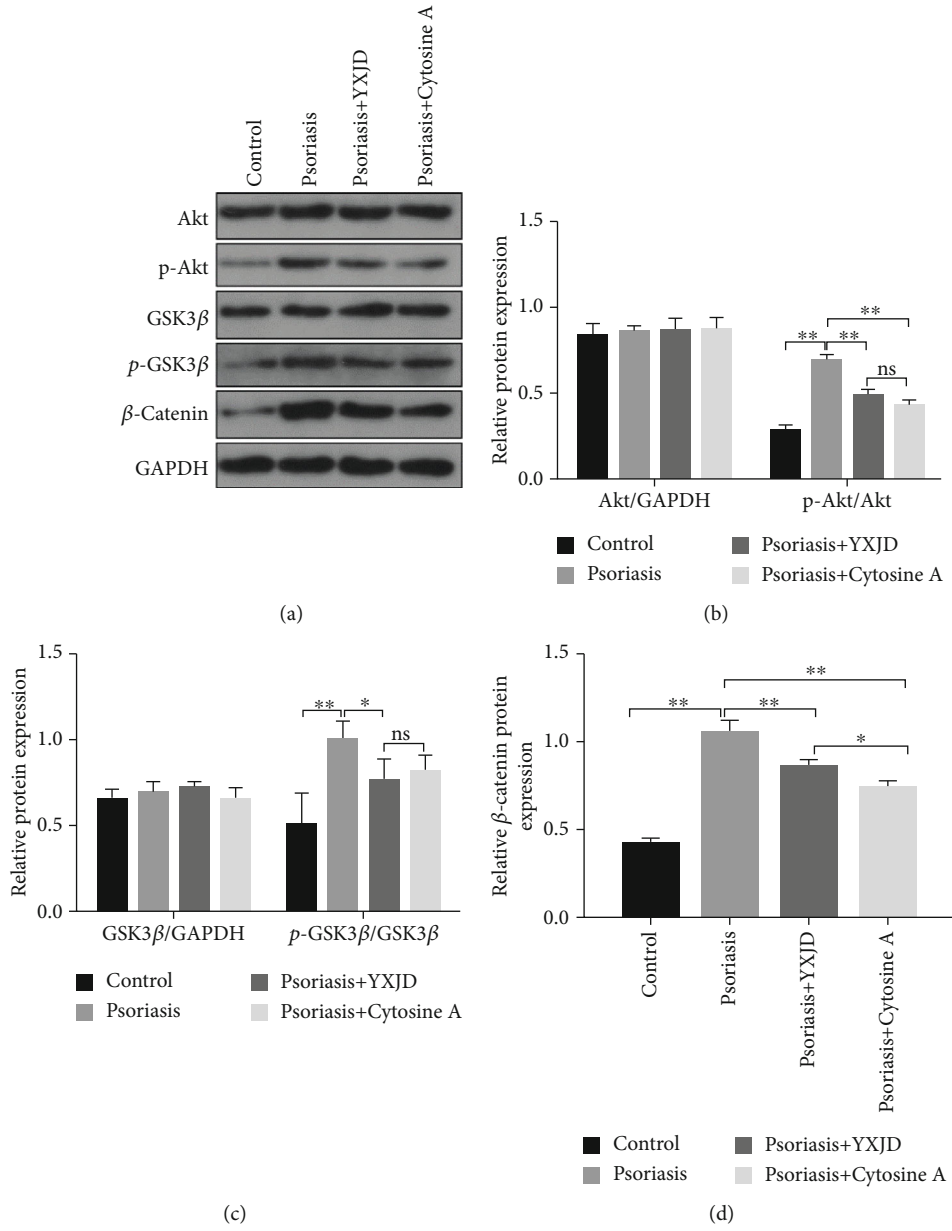 Control
Psoriasis
Psoriasis+YXJD
Psoriasis+Cytosine A
Akt
p-Akt
GSK3β
p-GSK3β
β-Catenin
GAPDH
(a)
Relative protein expression
1.5
1.0
0.5
0.0
**
**
**
ns
Akt/GAPDH
p-Akt/Akt
Control
Psoriasis+YXJD
Psoriasis
Psoriasis+Cytosine A
(b)
Relative protein expression
1.5
1.0
0.5
0.0
**
*
ns
GSK3β/GAPDH
p-GSK3β/GSK3β
Control
Psoriasis+YXJD
Psoriasis
Psoriasis+Cytosine A
(c)
Relative β-catenin protein
expression
1.5
1.0
0.5
0.0
**
**
**
*
Control
Psoriasis
Psoriasis+YXJD
Psoriasis+Cytosine A
Control
Psoriasis+YXJD
Psoriasis
Psoriasis+Cytosine A
(d)